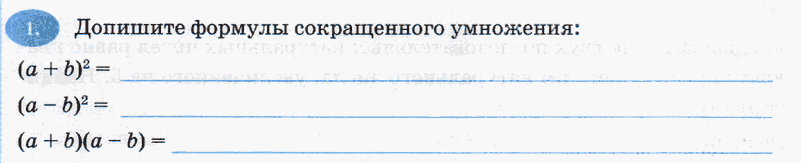 1. Допишите формулы сокращенного умножения:
(a + b)² =
(a − b)² =
(a + b)(a − b) =